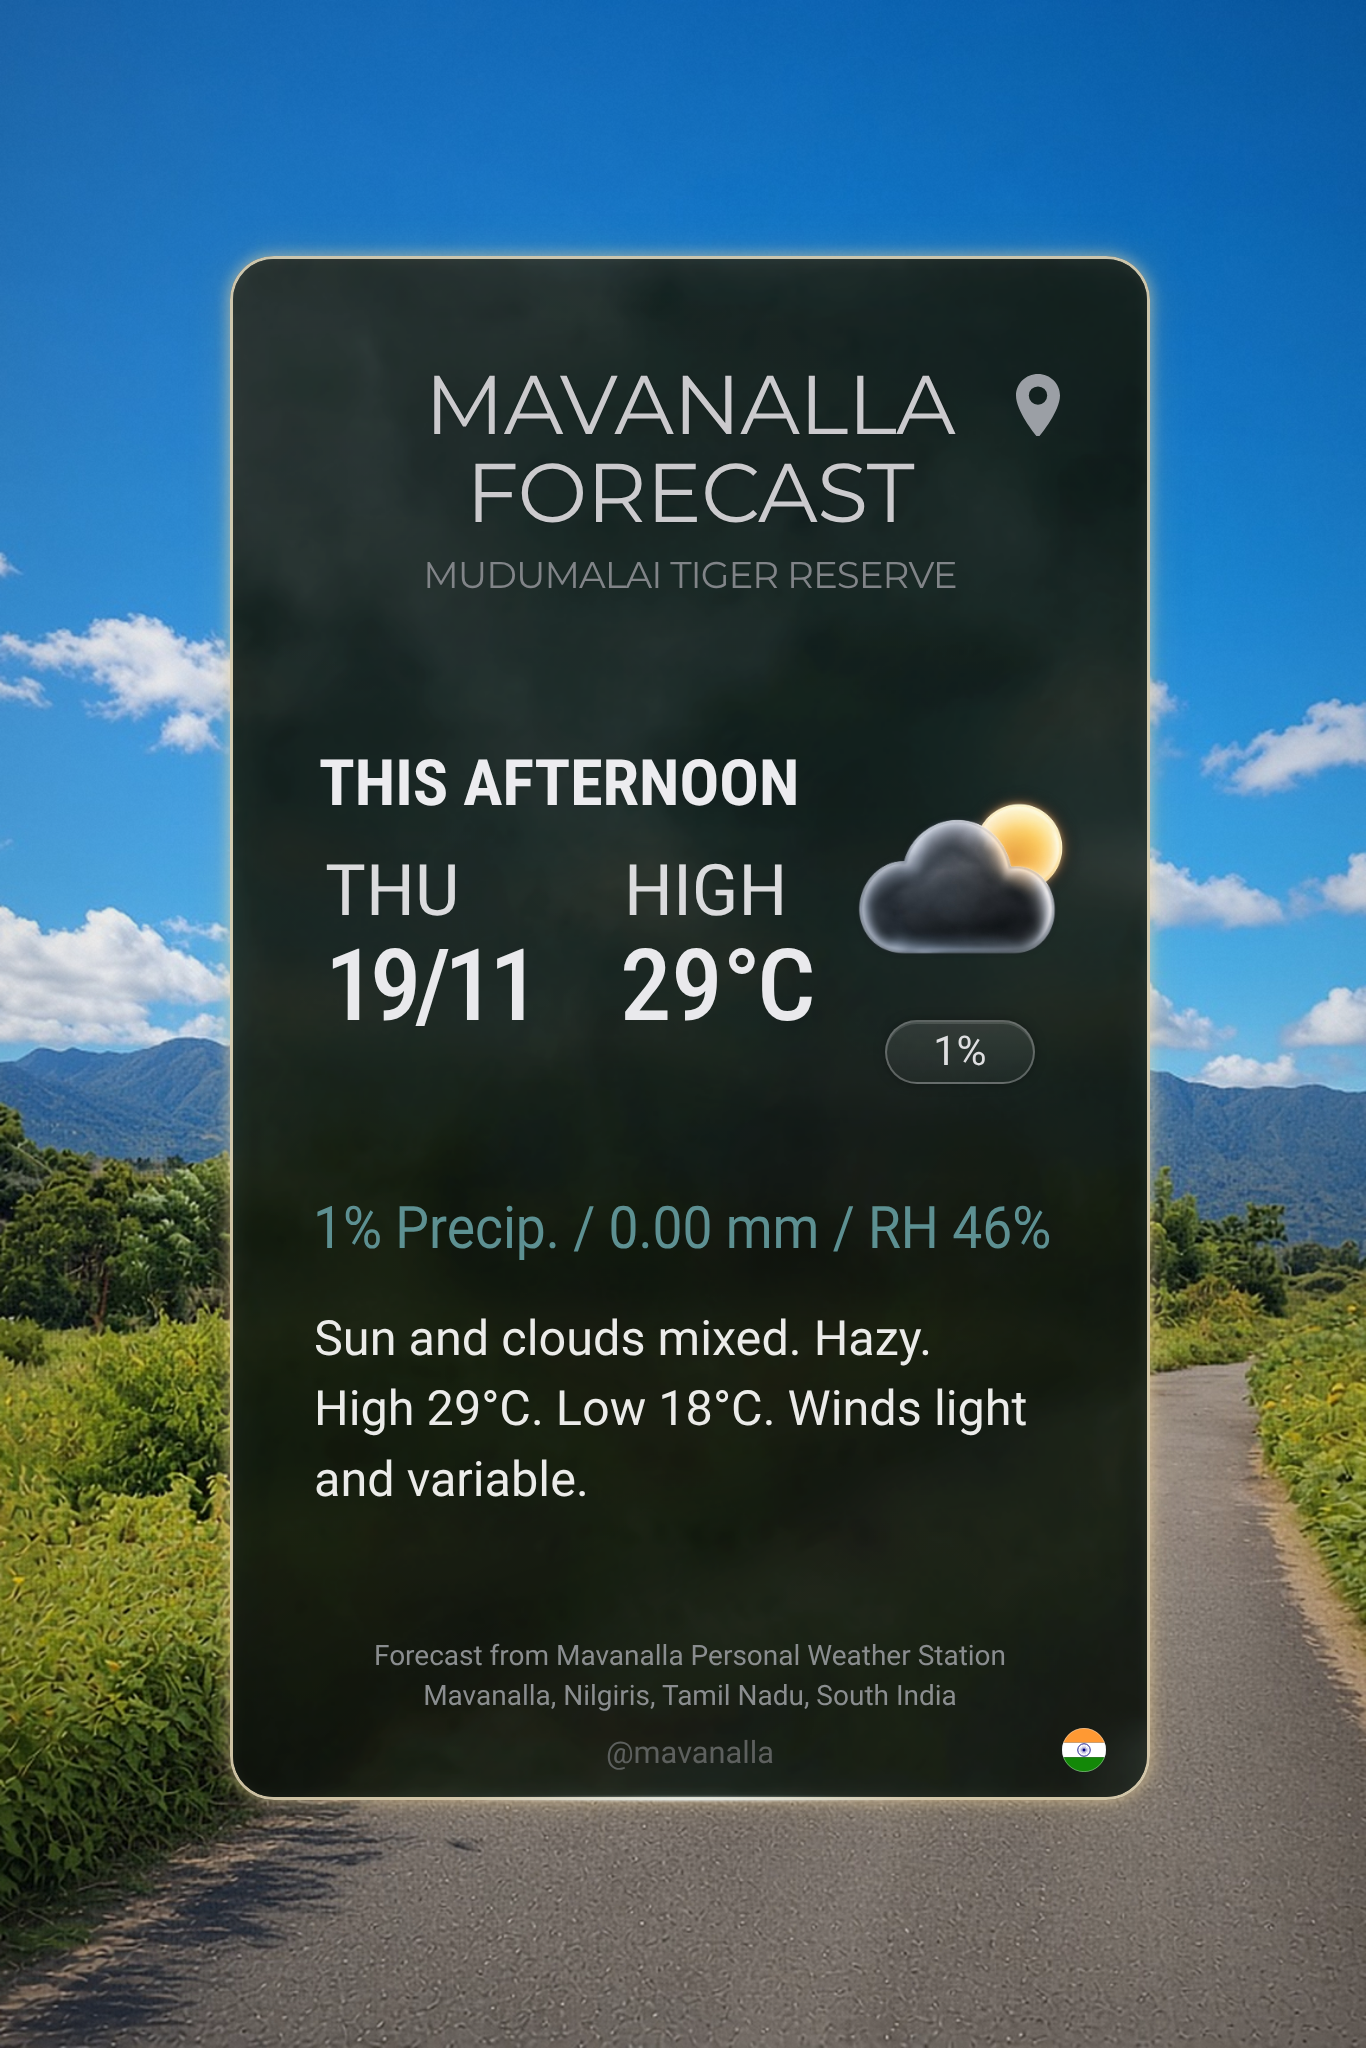 MAVANALLA
FORECAST
MUDUMALAI TIGER RESERVE
THIS AFTERNOON
THU
19/11
HIGH
29°C
1%
1% Precip. / 0.00 mm / RH 46%
Sun and clouds mixed. Hazy.
High 29°C. Low 18°C. Winds light
and variable.
Forecast from Mavanalla Personal Weather Station
Mavanalla, Nilgiris, Tamil Nadu, South India
@mavanalla